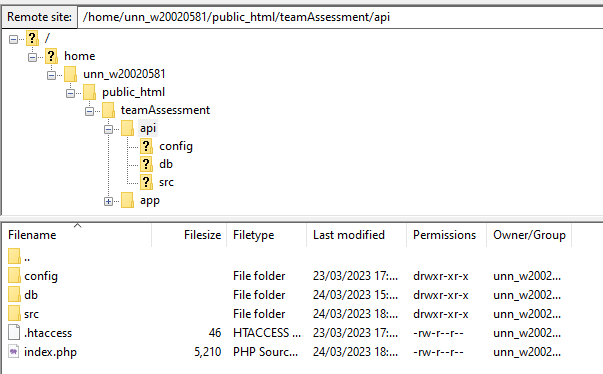 Remote site: /home/unn_w20020581/public_html/teamAssessment/api
/
home
unn_w20020581
public_html
teamAssessment
api
config
db
src
app
Filename Filesize Filetype Last modified Permissions Owner/Group
..
config File folder 23/03/2023 17:... drwxr-xr-x unn_w2002...
db File folder 24/03/2023 15:... drwxr-xr-x unn_w2002...
src File folder 24/03/2023 18:... drwxr-xr-x unn_w2002...
.htaccess 46 HTACCESS ... 23/03/2023 17:... -rw-r--r-- unn_w2002...
index.php 5,210 PHP Sourc... 24/03/2023 18:... -rw-r--r-- unn_w2002...